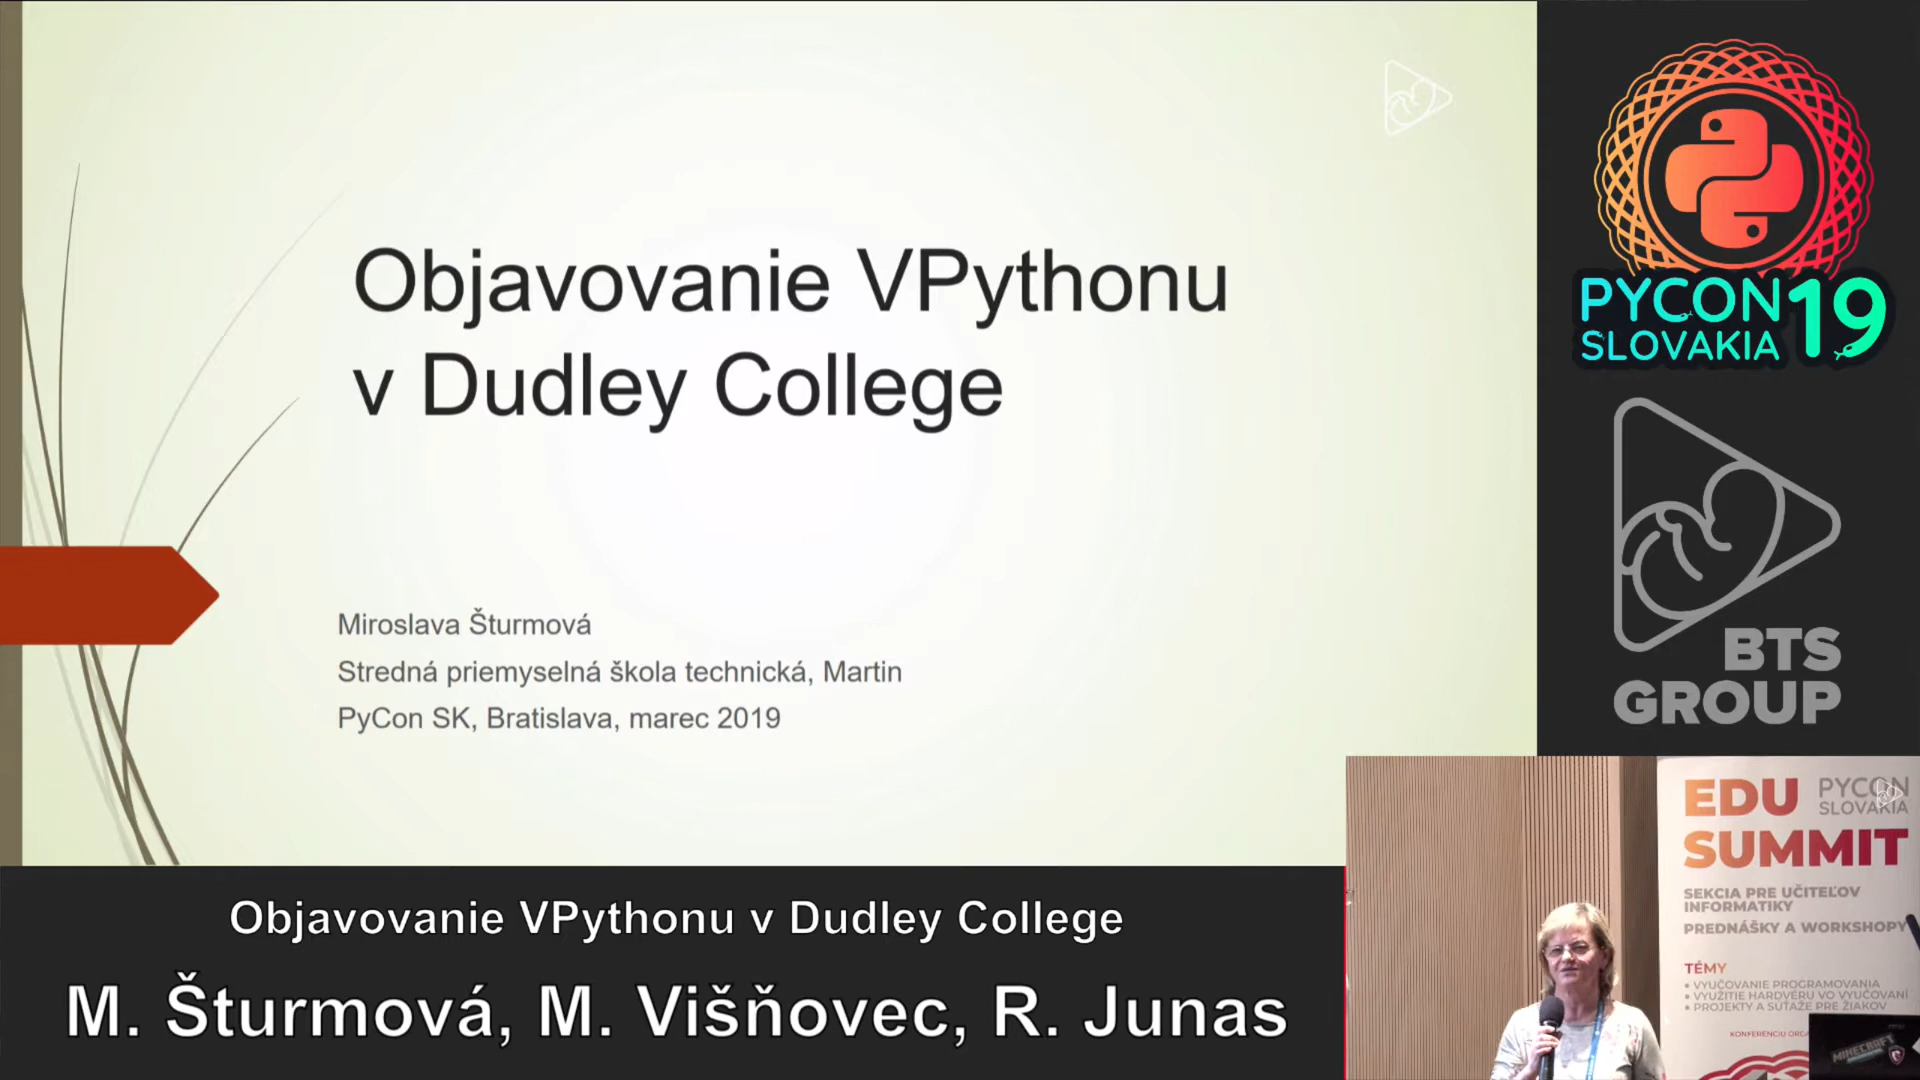 Objavovanie VPythonu
v Dudley College
Miroslava Šturmová
Stredná priemyselná škola technická, Martin
PyCon SK, Bratislava, marec 2019
PYCON 19
SLOVAKIA
BTS
GROUP
EDU
SUMMIT
PYCON
SLOVAKIA
SEKCIA PRE UČITEĽOV
INFORMATIKY
PREDNÁŠKY A WORKSHOPY
TÉMY
• VYUČOVANIE PROGRAMOVANIA
• VYUŽITIE HARDVÉRU VO VYUČOVANÍ
• PROJEKTY A SÚŤAŽE PRE ŽIAKOV
KONFERENCIU
MINECRAFT
Objavovanie VPythonu v Dudley College
M. Šturmová, M. Višňovec, R. Junas